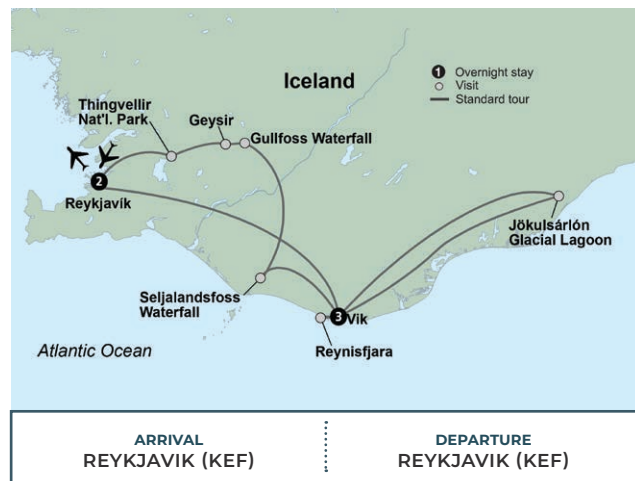 Iceland
1 Overnight stay
Visit
Standard tour
Thingvellir
Nat'l. Park
Geysir
Gullfoss Waterfall
2
Reykjavík
Jökulsárlón
Glacial Lagoon
Seljalandsfoss
Waterfall
3 Vik
Reynisfjara
Atlantic Ocean
ARRIVAL
REYKJAVIK (KEF)
DEPARTURE
REYKJAVIK (KEF)